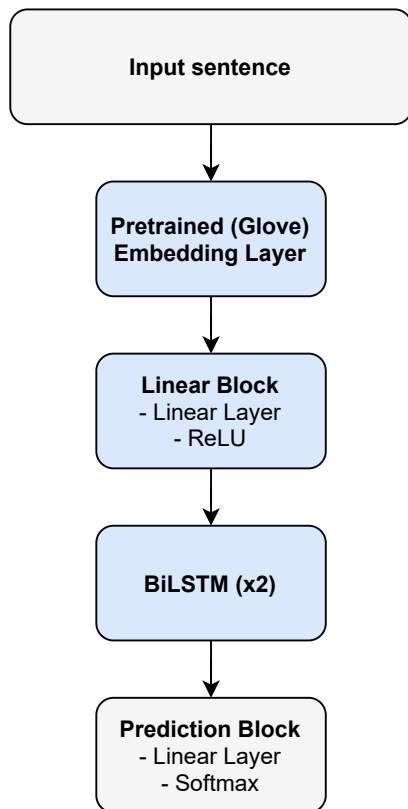 Input sentence
Pretrained (Glove)
Embedding Layer
Linear Block
- Linear Layer
- ReLU
BiLSTM (x2)
Prediction Block
- Linear Layer
- Softmax